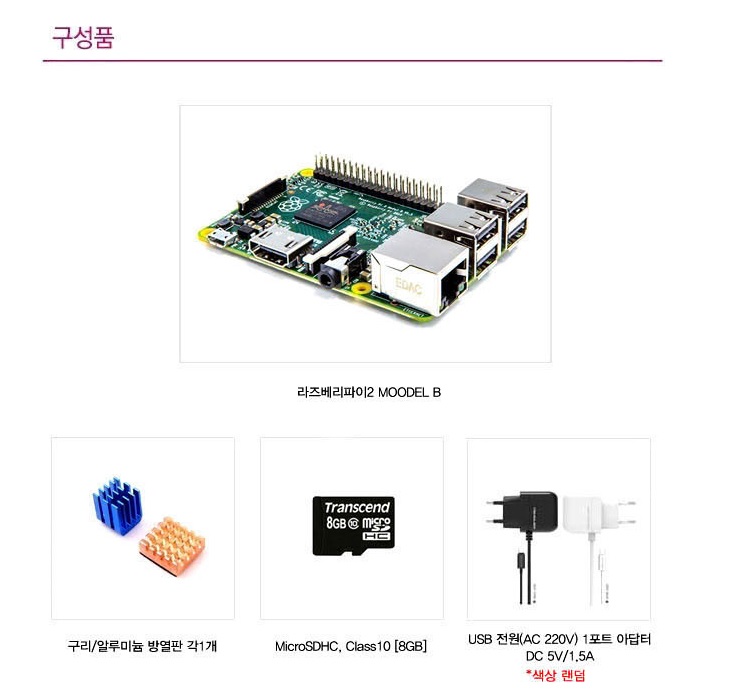 구성품
EDAC
라즈베리파이2 MOODEL B
Transcend
8GB 10 micro
SD
HC
구리/알루미늄 방열판 각1개
MicroSDHC, Class10 [8GB]
USB 전원(AC 220V) 1포트 아답터
DC 5V/1.5A
*색상 랜덤